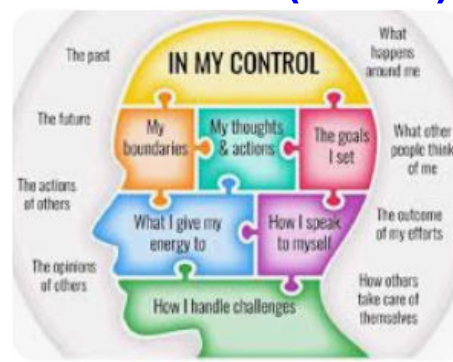 The past
The future
The actions
of others
The opinions
of others
IN MY CONTROL
My
boundaries
My thoughts
& actions
The goals
I set
What I give my
energy to
How I speak
to myself
How I handle challenges
What
happens
around me
What other
people think
of me
The outcome
of my efforts
How others
take care of
themselves